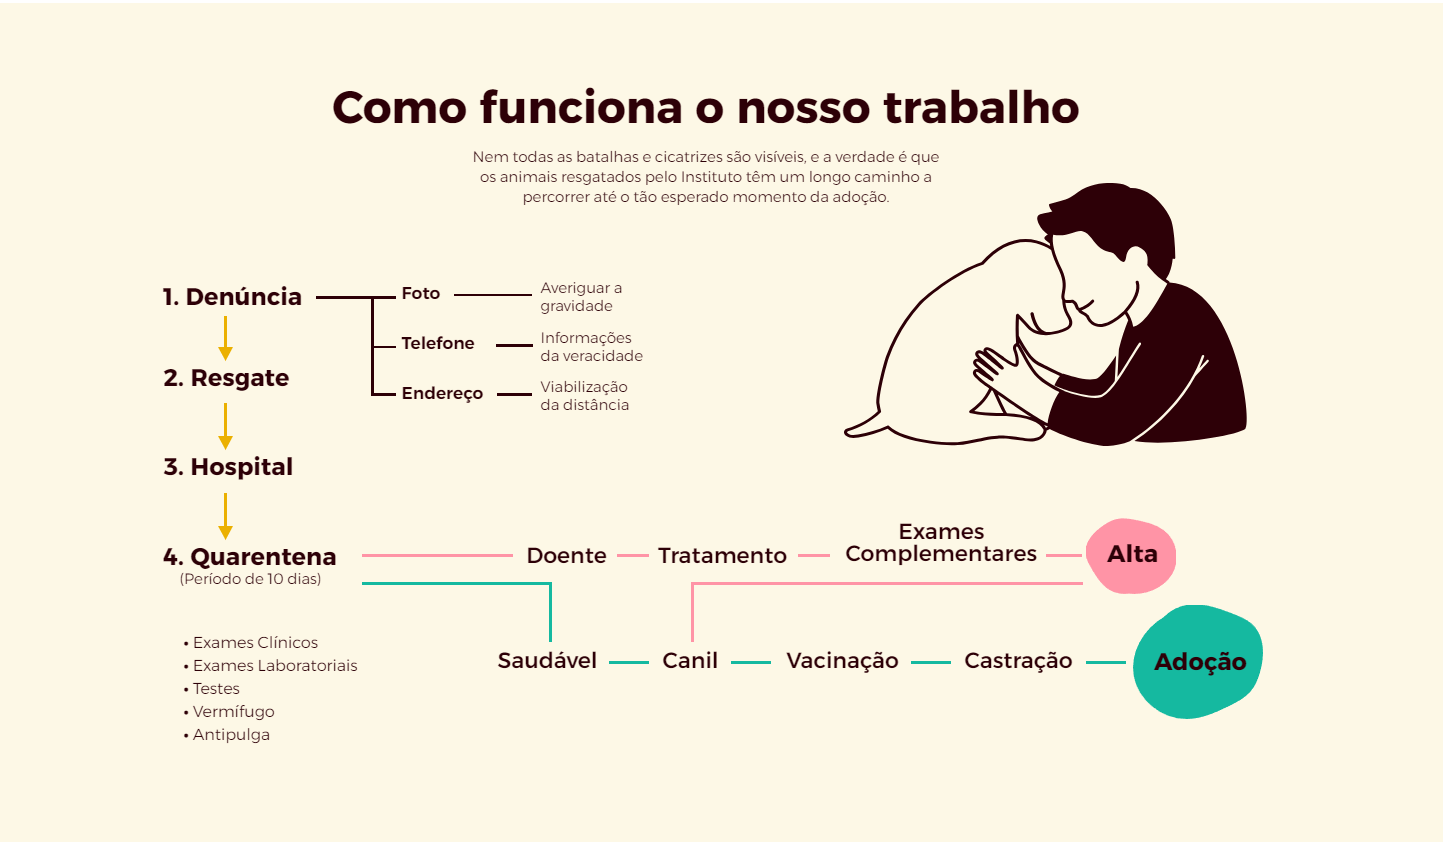 Como funciona o nosso trabalho
Nem todas as batalhas e cicatrizes são visíveis, e a verdade é que
os animais resgatados pelo Instituto têm um longo caminho a
percorrer até o tão esperado momento da adoção.
1. Denúncia
Foto
Averiguar a
gravidade
Telefone
Informações
da veracidade
Endereço
Viabilização
da distância
2. Resgate
3. Hospital
4. Quarentena
(Período de 10 dias)
• Exames Clínicos
• Exames Laboratoriais
• Testes
• Vermífugo
• Antipulga
Doente
Tratamento
Exames
Complementares
Alta
Saudável
Canil
Vacinação
Castração
Adoção